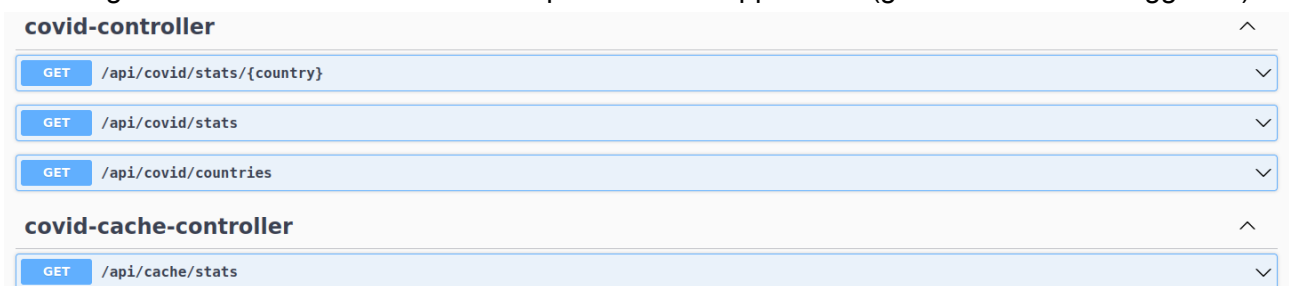 covid-controller
GET /api/covid/stats/{country}
GET /api/covid/stats
GET /api/covid/countries
covid-cache-controller
GET /api/cache/stats